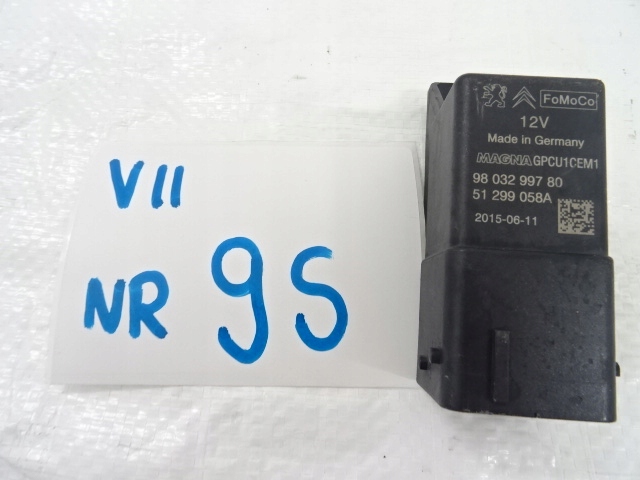 VII
NR 95
FoMoCo
12V
Made in Germany
MAGNA GPCU1CEM1
98 032 997 80
51 299 058A
2015-06-11